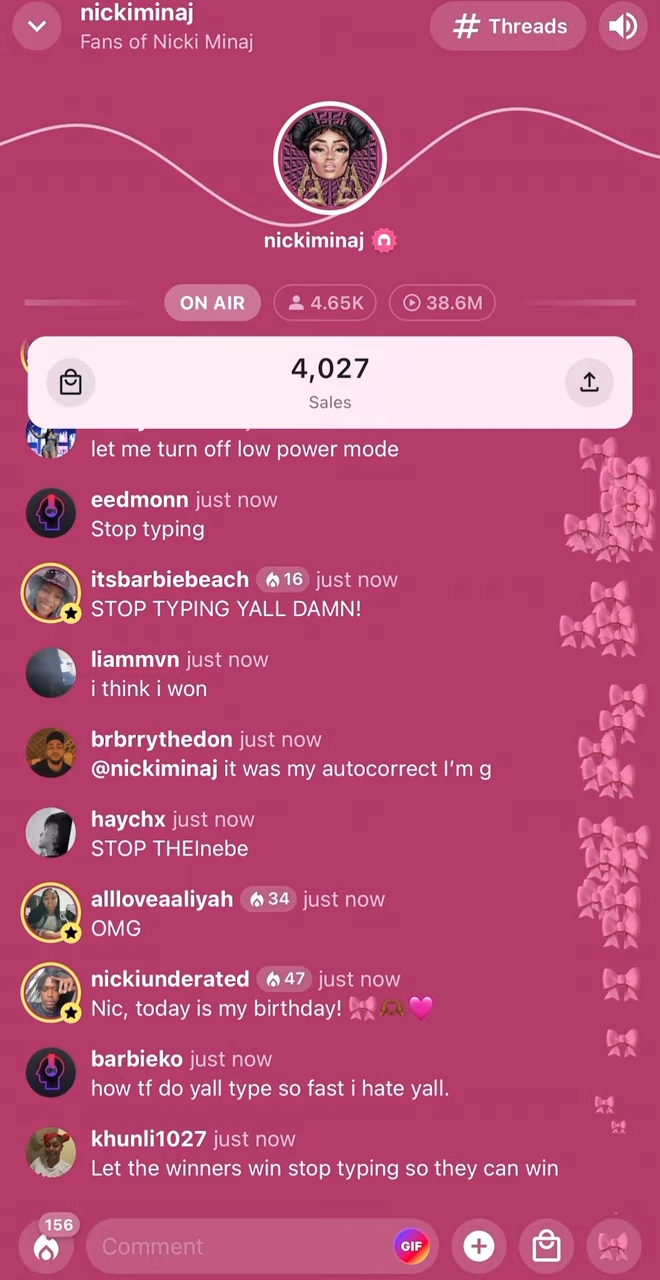 nickiminaj
Fans of Nicki Minaj
# Threads
nickiminaj
ON AIR
4.65K
38.6M
4,027
Sales
let me turn off low power mode
eedmonn just now
Stop typing
itsbarbiebeach 16 just now
STOP TYPING YALL DAMN!
liammvn just now
i think i won
brbrrythedon just now
@nickiminaj it was my autocorrect I’m g
haychx just now
STOP THEInebe
allloveaaliyah 34 just now
OMG
nickiunderated 47 just now
Nic, today is my birthday! 🎀👐🏾💗
barbieko just now
how tf do yall type so fast i hate yall.
khunli1027 just now
Let the winners win stop typing so they can win
156
Comment
GIF